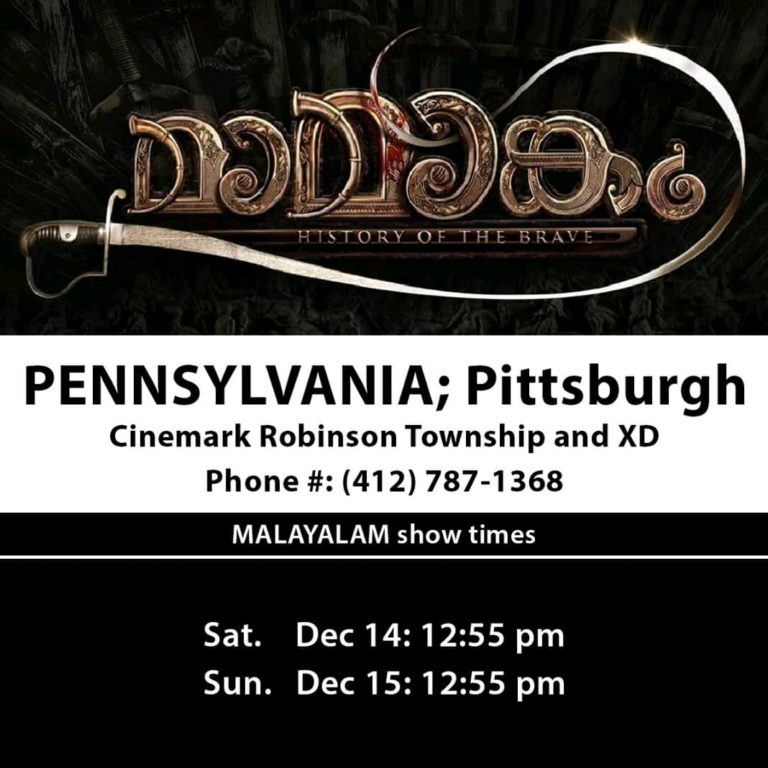 മാമാങ്കം
HISTORY OF THE BRAVE
PENNSYLVANIA; Pittsburgh
Cinemark Robinson Township and XD
Phone #: (412) 787-1368
MALAYALAM show times
Sat. Dec 14: 12:55 pm
Sun. Dec 15: 12:55 pm